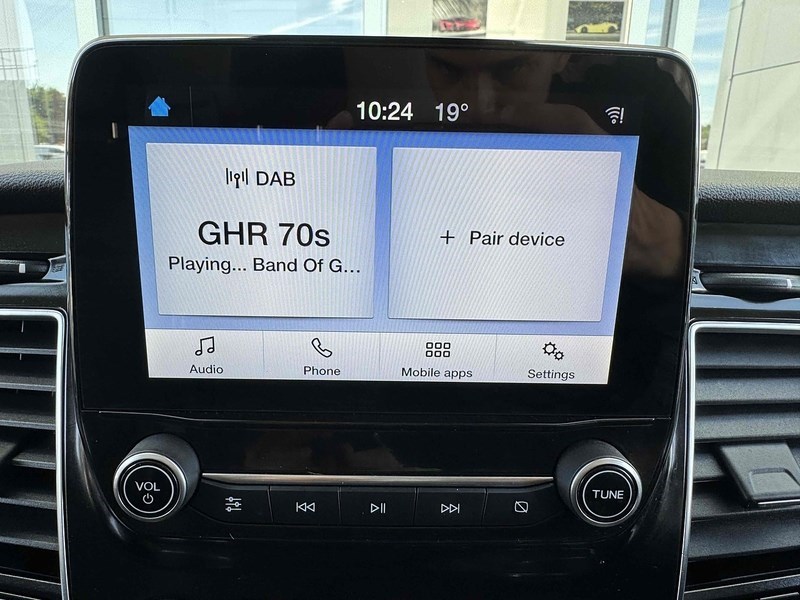 10:24 19°
DAB
GHR 70s
Playing... Band Of G...
+ Pair device
Audio
Phone
Mobile apps
Settings
VOL
TUNE